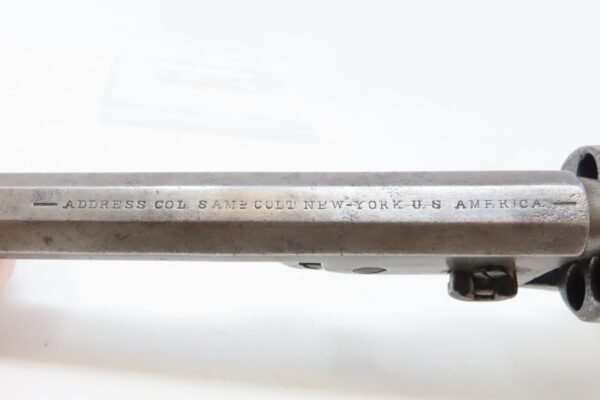 — ADDRESS COL. SAML COLT NEW-YORK U.S. AMERICA —